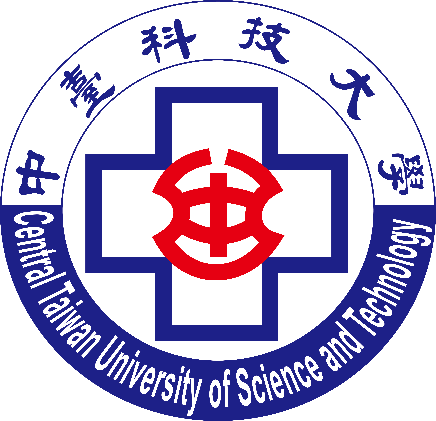 中臺科技大學
Central Taiwan University of Science and Technology